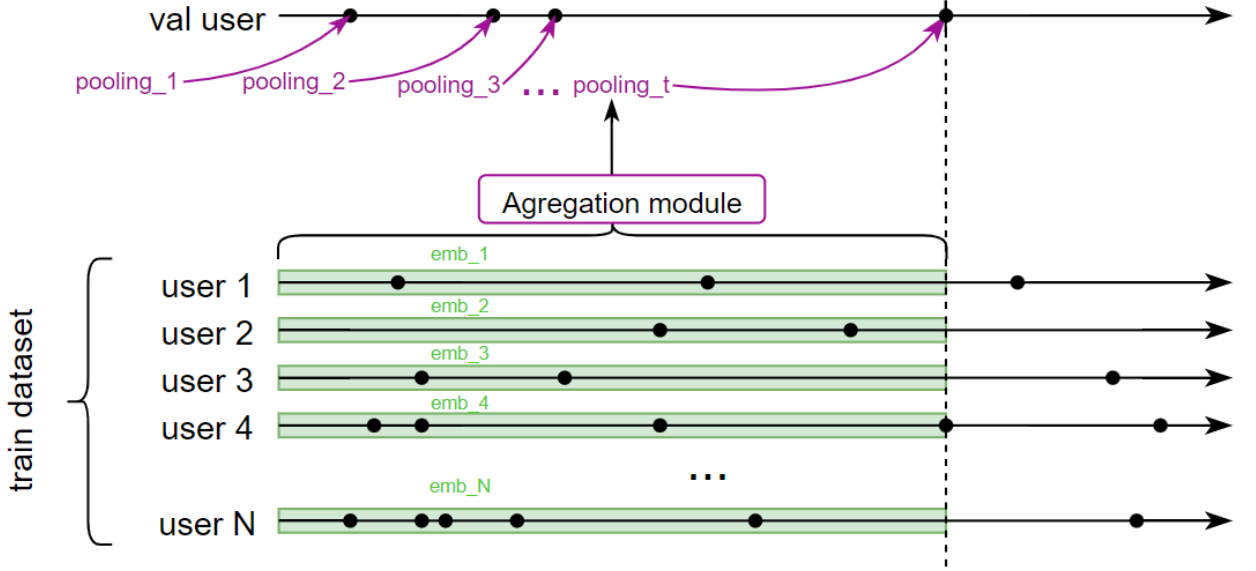 val user
pooling_1
pooling_2
pooling_3
...
pooling_t
Agregation module
train dataset
emb_1
user 1
emb_2
user 2
emb_3
user 3
emb_4
user 4
...
emb_N
user N